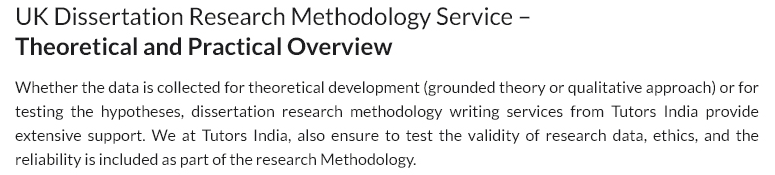 UK Dissertation Research Methodology Service –
Theoretical and Practical Overview
Whether the data is collected for theoretical development (grounded theory or qualitative approach) or for
testing the hypotheses, dissertation research methodology writing services from Tutors India provide
extensive support. We at Tutors India, also ensure to test the validity of research data, ethics, and the
reliability is included as part of the research Methodology.